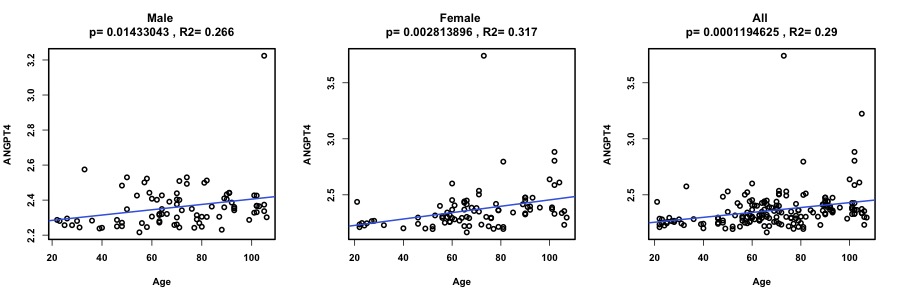 Male
p= 0.01433043 , R2= 0.266
ANGPT4
3.2
3.0
2.8
2.6
2.4
2.2
20 40 60 80 100
Age
Female
p= 0.002813896 , R2= 0.317
ANGPT4
3.5
3.0
2.5
20 40 60 80 100
Age
All
p= 0.0001194625 , R2= 0.29
ANGPT4
3.5
3.0
2.5
20 40 60 80 100
Age